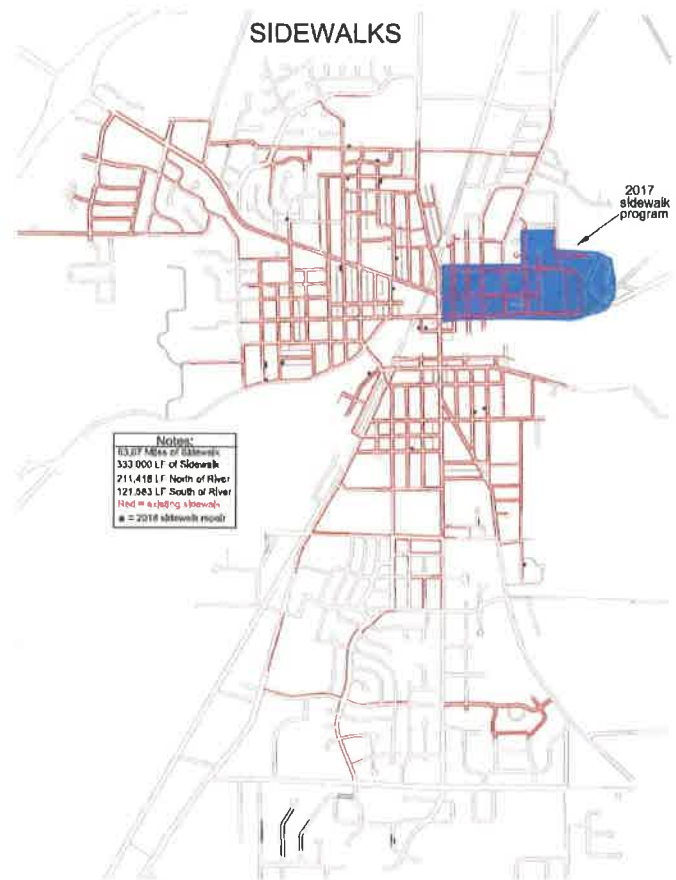 SIDEWALKS
2017
sidewalk
program
Notes:
63.07 Miles of Sidewalk
333,000 LF of Sidewalk
211,418 LF North of River
121,583 LF South of River
Red = existing sidewalk
= 2016 sidewalk repair